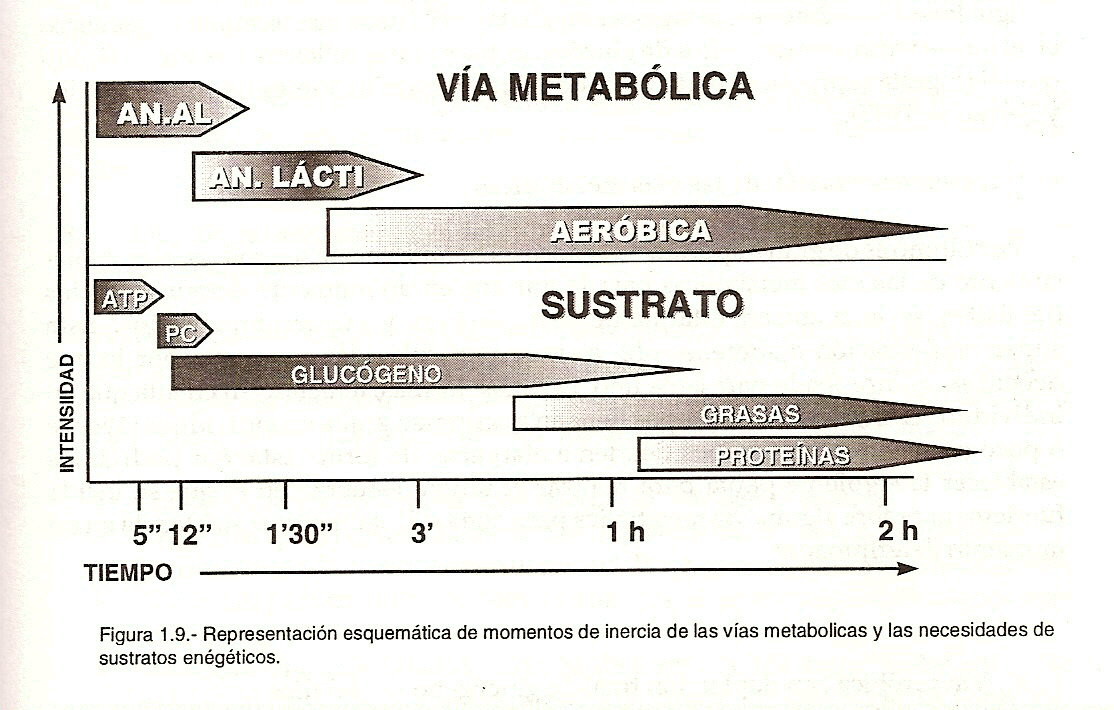 VÍA METABÓLICA
AN.AL
AN. LÁCTI
AERÓBICA
SUSTRATO
ATP
PC
GLUCÓGENO
GRASAS
PROTEÍNAS
INTENSIIDAD
5” 12” 1’30” 3’ 1 h 2 h
TIEMPO
Figura 1.9.- Representación esquemática de momentos de inercia de las vías metabolicas y las necesidades de
sustratos enégéticos.